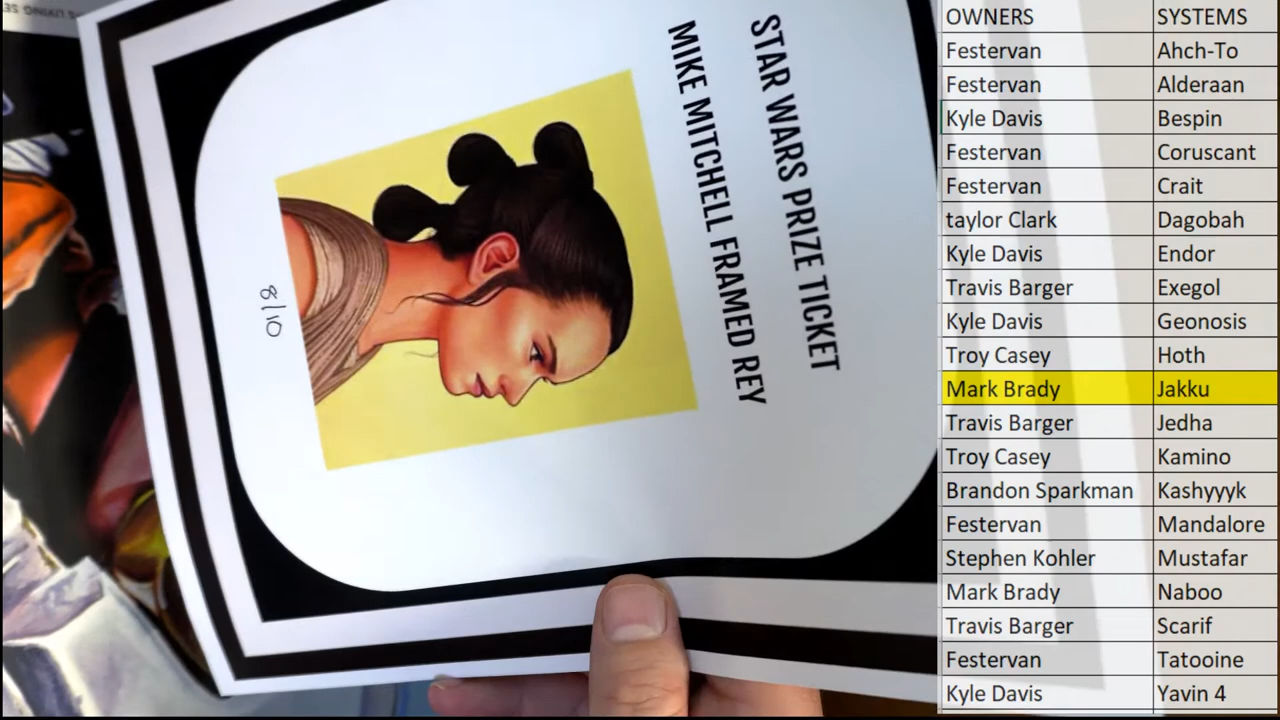 STAR WARS PRIZE TICKET
MIKE MITCHELL FRAMED REY
8/10
OWNERS SYSTEMS
Festervan Ahch-To
Festervan Alderaan
Kyle Davis Bespin
Festervan Coruscant
Festervan Crait
taylor Clark Dagobah
Kyle Davis Endor
Travis Barger Exegol
Kyle Davis Geonosis
Troy Casey Hoth
Mark Brady Jakku
Travis Barger Jedha
Troy Casey Kamino
Brandon Sparkman Kashyyyk
Festervan Mandalore
Stephen Kohler Mustafar
Mark Brady Naboo
Travis Barger Scarif
Festervan Tatooine
Kyle Davis Yavin 4